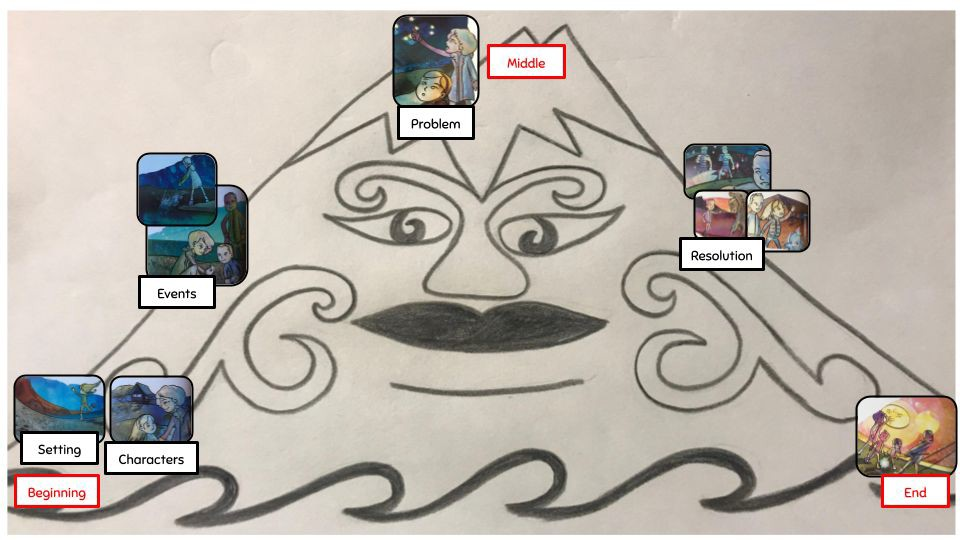 Middle
Problem
Events
Resolution
Setting
Characters
Beginning
End